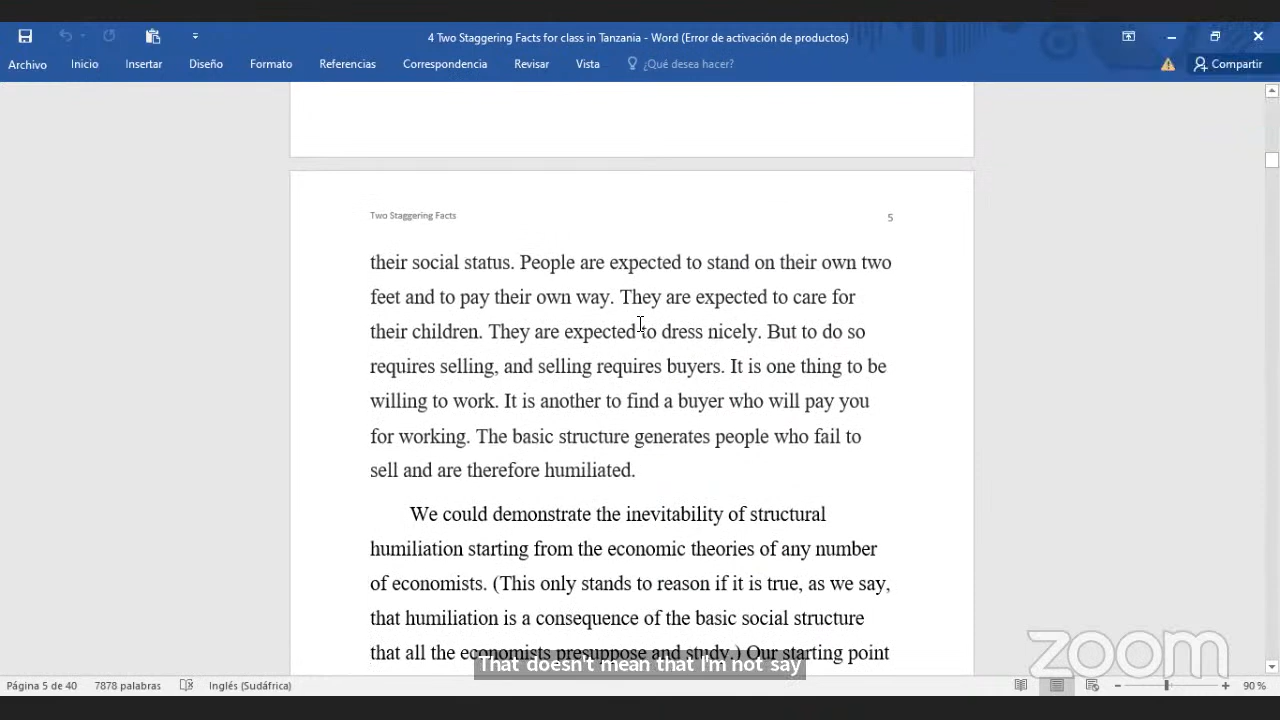 4 Two Staggering Facts for class in Tanzania - Word (Error de activación de productos)
Archivo Inicio Insertar Diseño Formato Referencias Correspondencia Revisar Vista ¿Qué desea hacer? Compartir
Two Staggering Facts 5
their social status. People are expected to stand on their own two
feet and to pay their own way. They are expected to care for
their children. They are expected to dress nicely. But to do so
requires selling, and selling requires buyers. It is one thing to be
willing to work. It is another to find a buyer who will pay you
for working. The basic structure generates people who fail to
sell and are therefore humiliated.
We could demonstrate the inevitability of structural
humiliation starting from the economic theories of any number
of economists. (This only stands to reason if it is true, as we say,
that humiliation is a consequence of the basic social structure
that all the economists presuppose and study.) Our starting point
That doesn't mean that I'm not say
zoom
Página 5 de 40 7878 palabras Inglés (Sudáfrica) 90 %